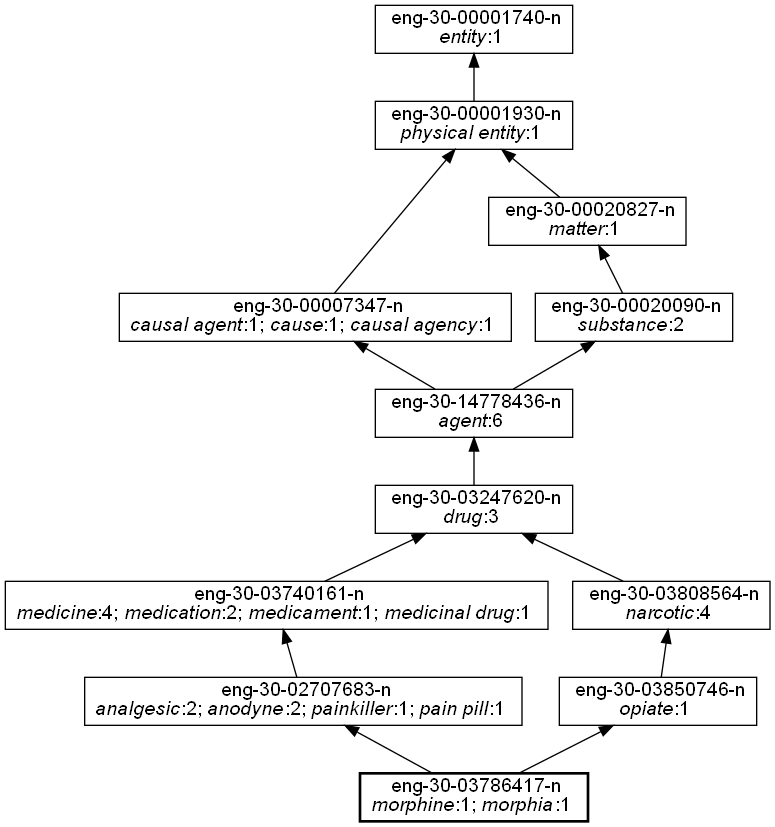 eng-30-00001740-n
entity:1
eng-30-00001930-n
physical entity:1
eng-30-00020827-n
matter:1
eng-30-00007347-n
causal agent:1; cause:1; causal agency:1
eng-30-00020090-n
substance:2
eng-30-14778436-n
agent:6
eng-30-03247620-n
drug:3
eng-30-03740161-n
medicine:4; medication:2; medicament:1; medicinal drug:1
eng-30-03808564-n
narcotic:4
eng-30-02707683-n
analgesic:2; anodyne:2; painkiller:1; pain pill:1
eng-30-03850746-n
opiate:1
eng-30-03786417-n
morphine:1; morphia:1